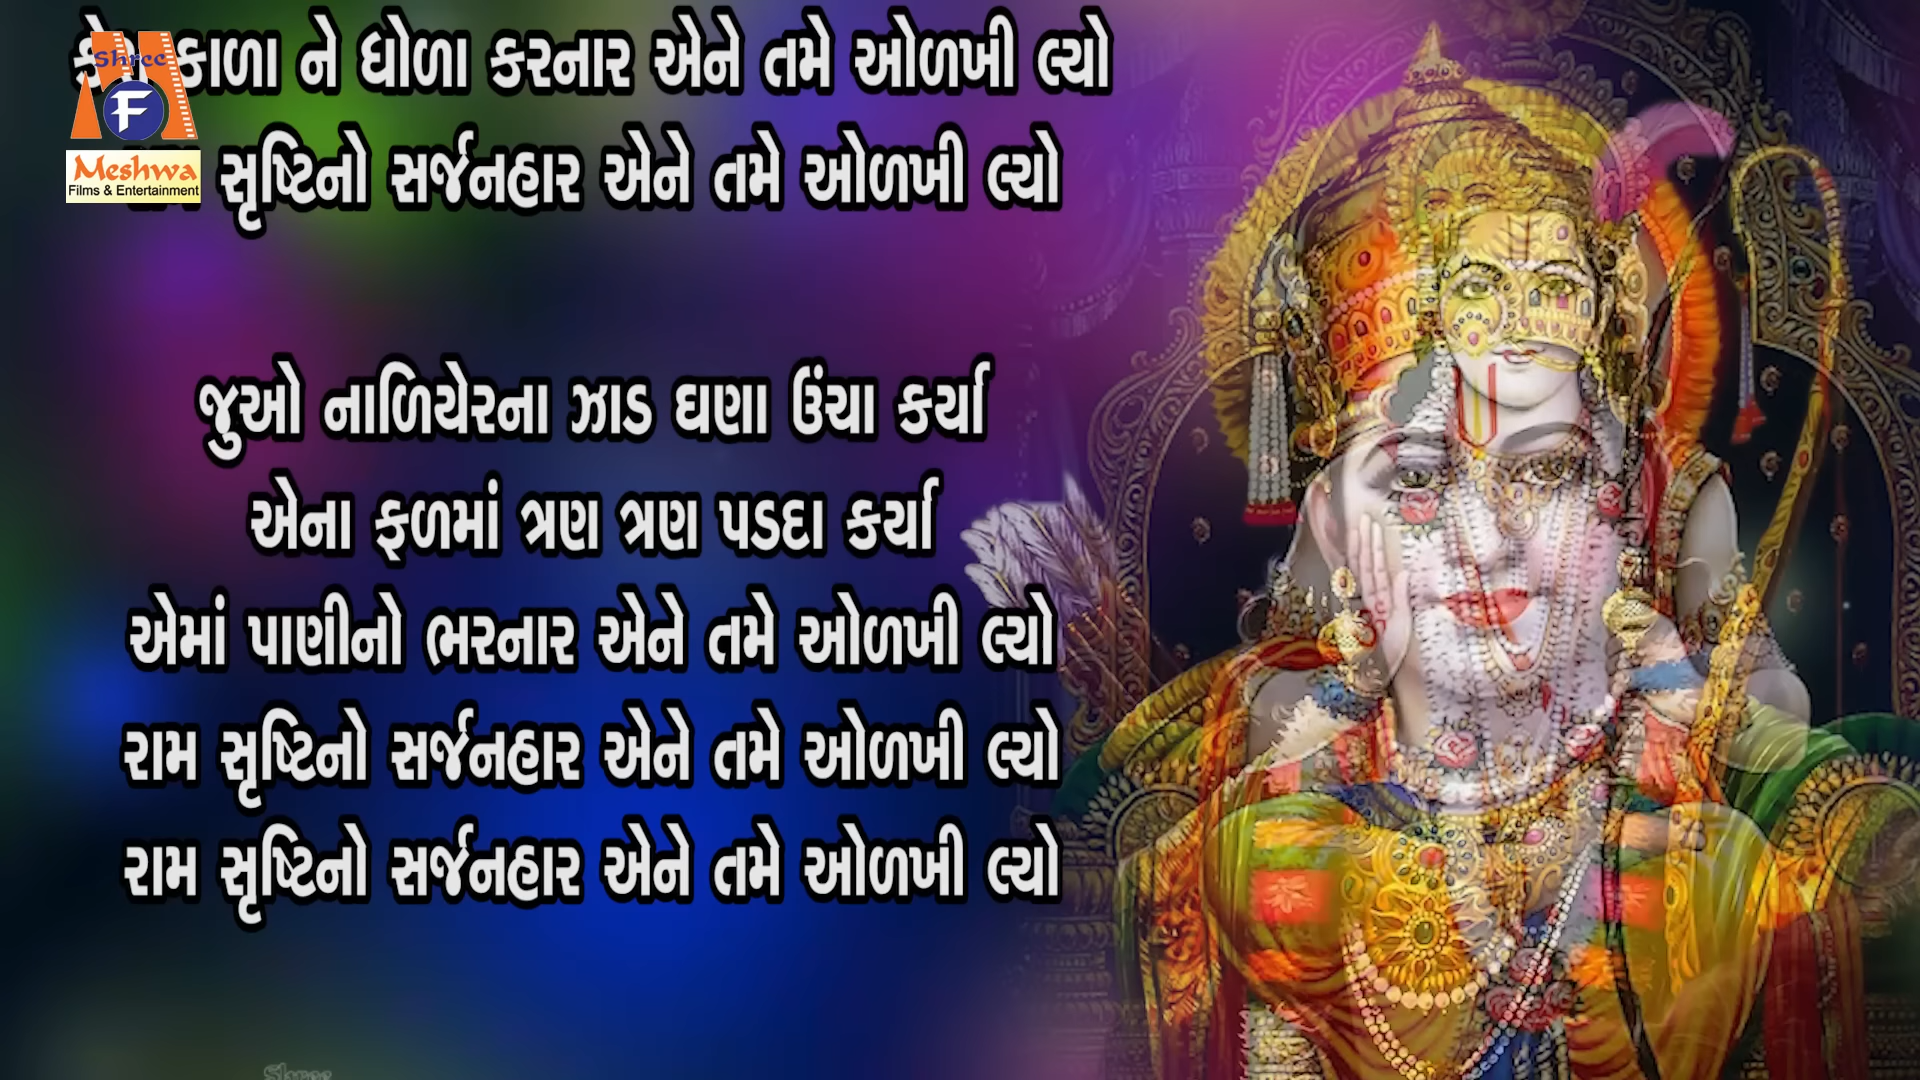 કાળા ને ધોળા કરનાર એને તમે ઓળખી લ્યો
સૃષ્ટિનો સર્જનહાર એને તમે ઓળખી લ્યો
Shree
F
Meshwa
Films & Entertainment
જુઓ નાળિયેરના ઝાડ ઘણા ઉંચા કર્યા
એના ફળમાં ત્રણ ત્રણ પડદા કર્યા
એમાં પાણીનો ભરનાર એને તમે ઓળખી લ્યો
રામ સૃષ્ટિનો સર્જનહાર એને તમે ઓળખી લ્યો
રામ સૃષ્ટિનો સર્જનહાર એને તમે ઓળખી લ્યો
Shree